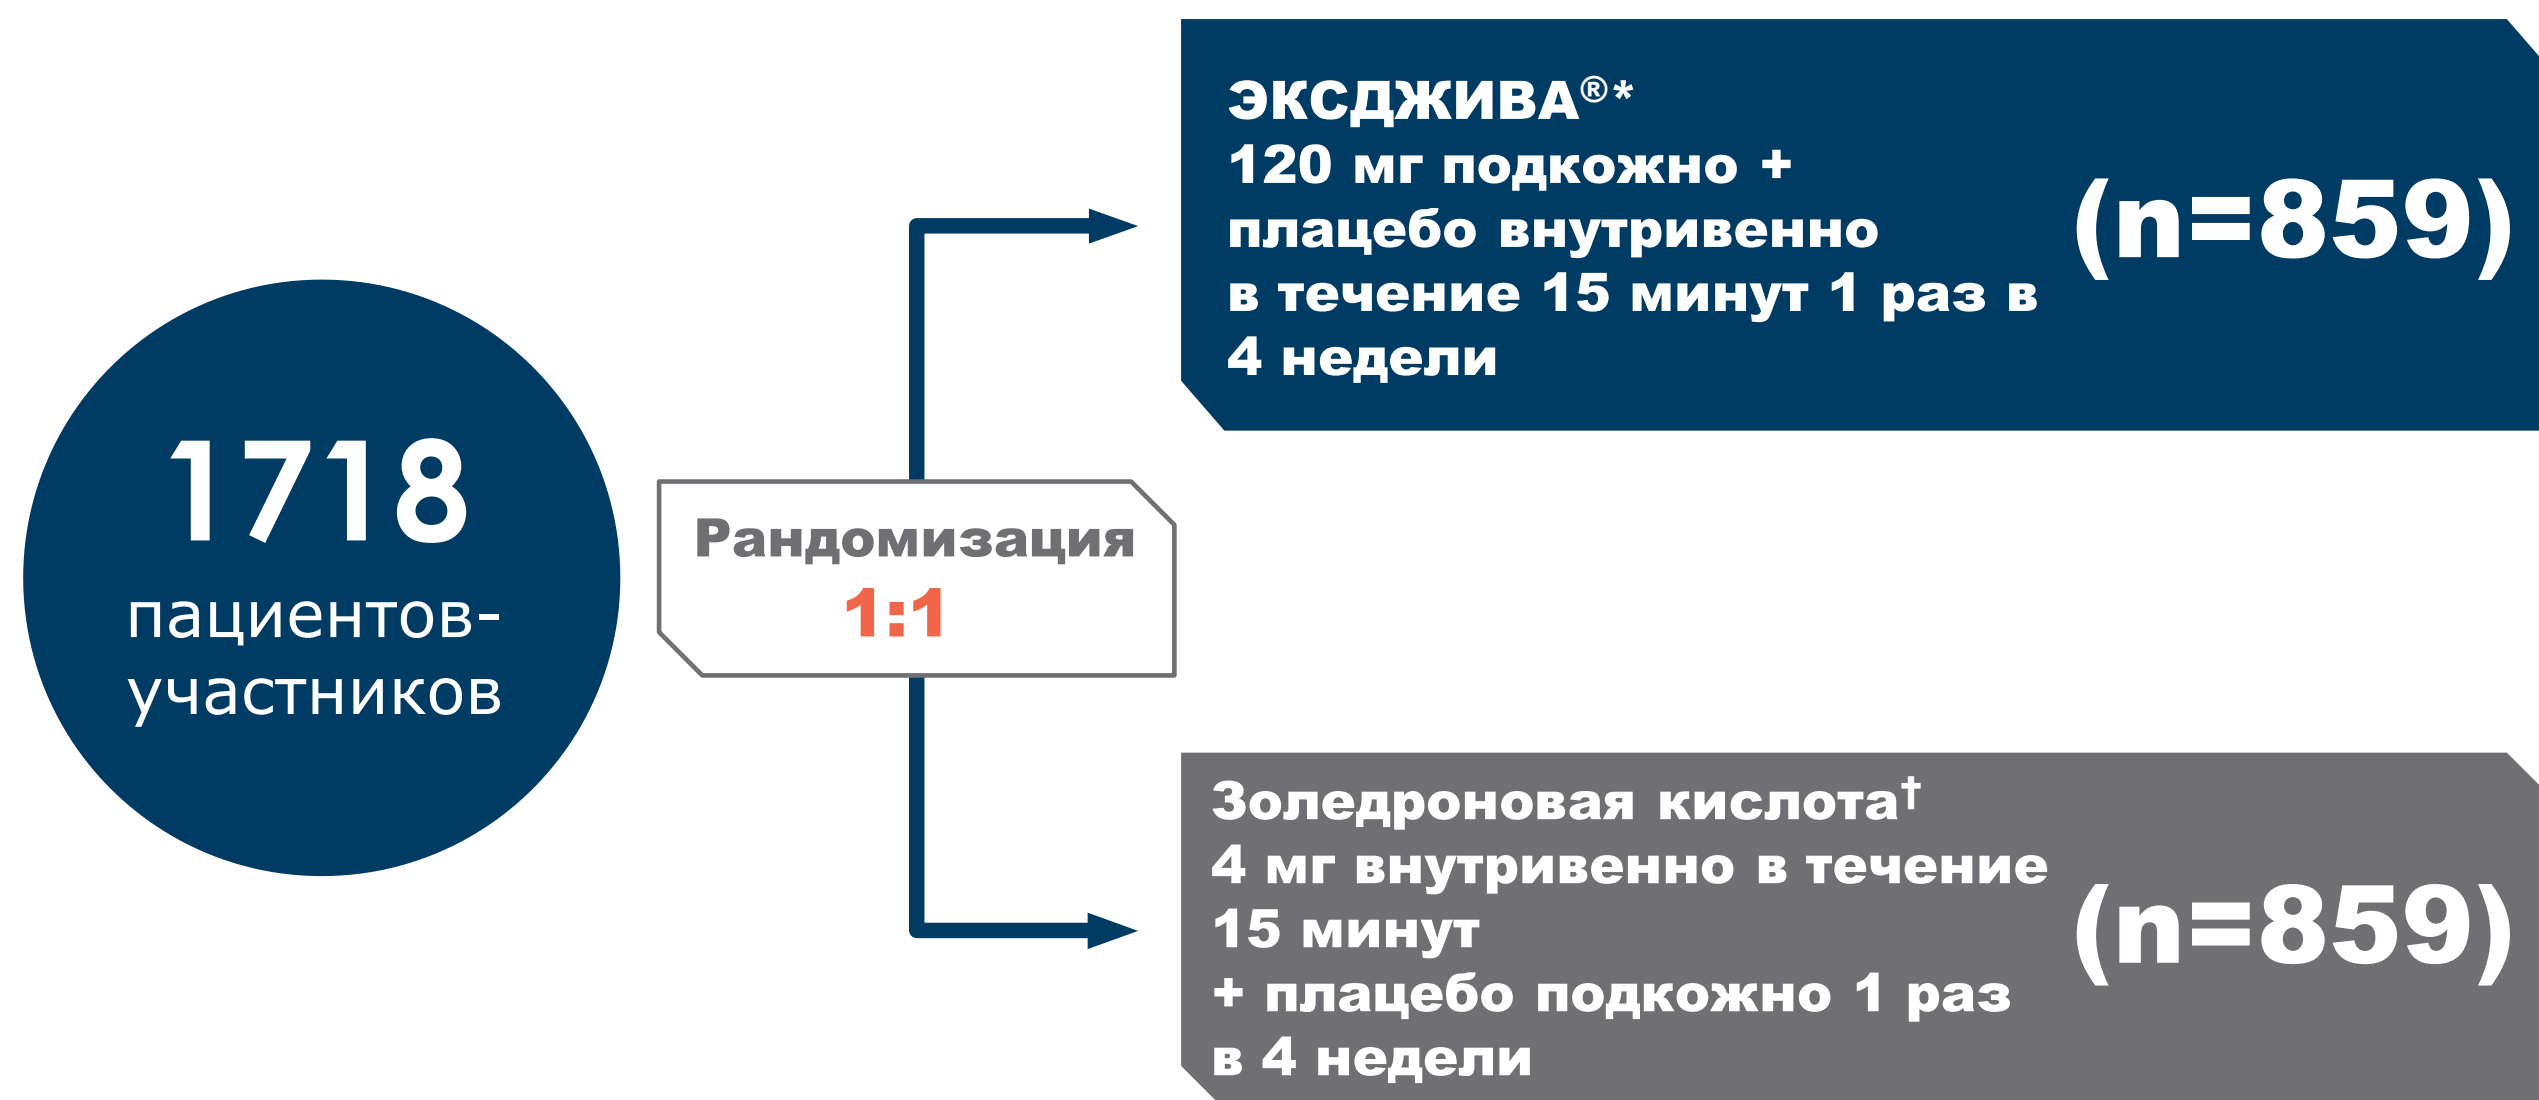 1718
пациентов-
участников
Рандомизация
1:1
ЭКСДЖИВА®*
120 мг подкожно +
плацебо внутривенно
в течение 15 минут 1 раз в
4 недели
(n=859)
Золедроновая кислота†
4 мг внутривенно в течение
15 минут
+ плацебо подкожно 1 раз
в 4 недели
(n=859)